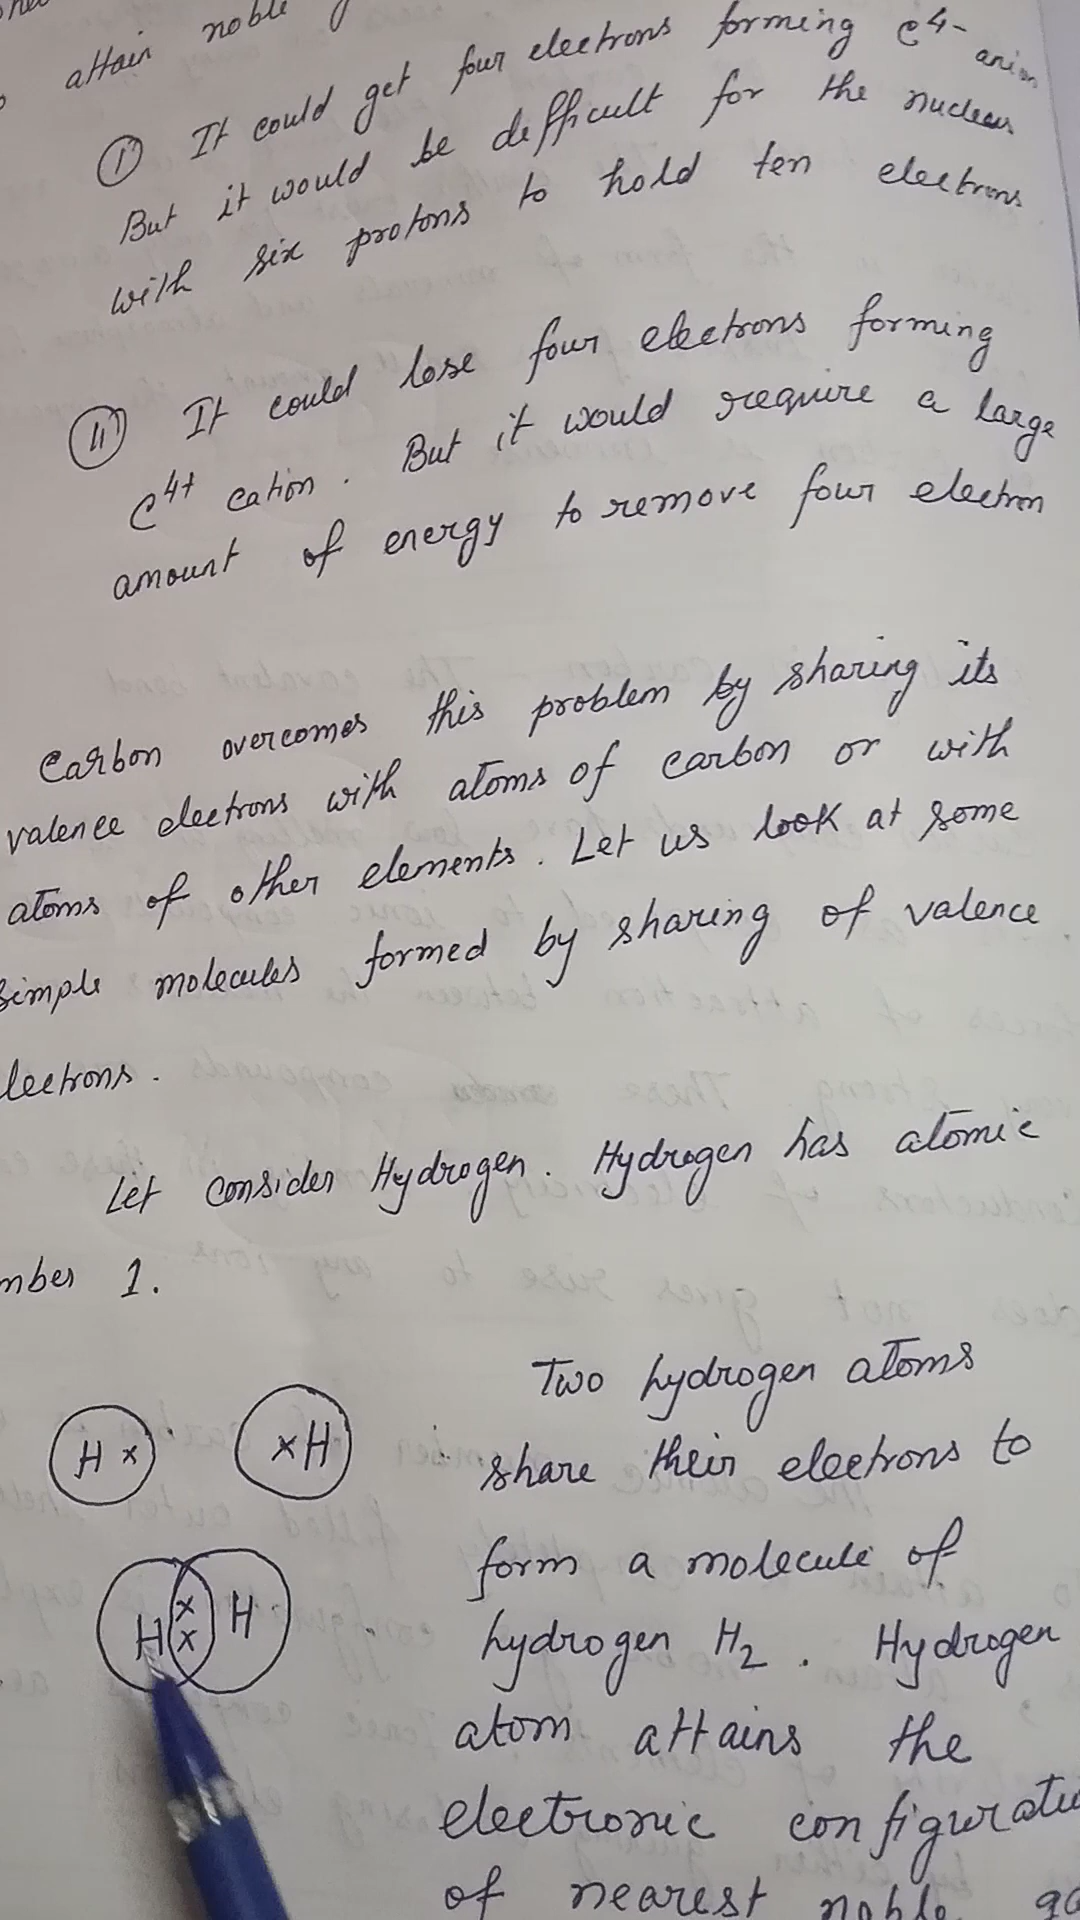 attain noble
(i) It could get four electrons forming C4- anion
But it would be difficult for the nucleus
with six protons to hold ten electrons
(ii) It could lose four electrons forming
C4+ cation. But it would require a large
amount of energy to remove four electron
Carbon overcomes this problem by sharing its
valence electrons with atoms of carbon or with
atoms of other elements. Let us look at some
simple molecules formed by sharing of valence
lectrons.
Let consider Hydrogen. Hydrogen has atomic
mber 1.
Two hydrogen atoms
H x xH
share their electrons to
form a molecule of
H x x H
hydrogen H2. Hydrogen
atom attains the
electronic configuratio
of nearest noble ga